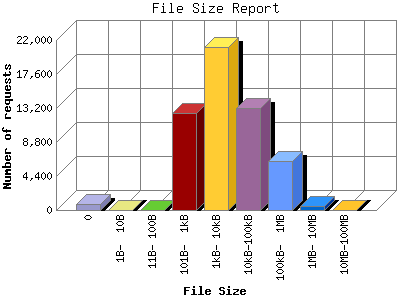 File Size Report
22,000
17,600
13,200
8,800
4,400
0
Number of requests
0
1B- 10B
11B- 100B
101B- 1kB
1kB- 10kB
10kB-100kB
100kB- 1MB
1MB- 10MB
10MB-100MB
File Size